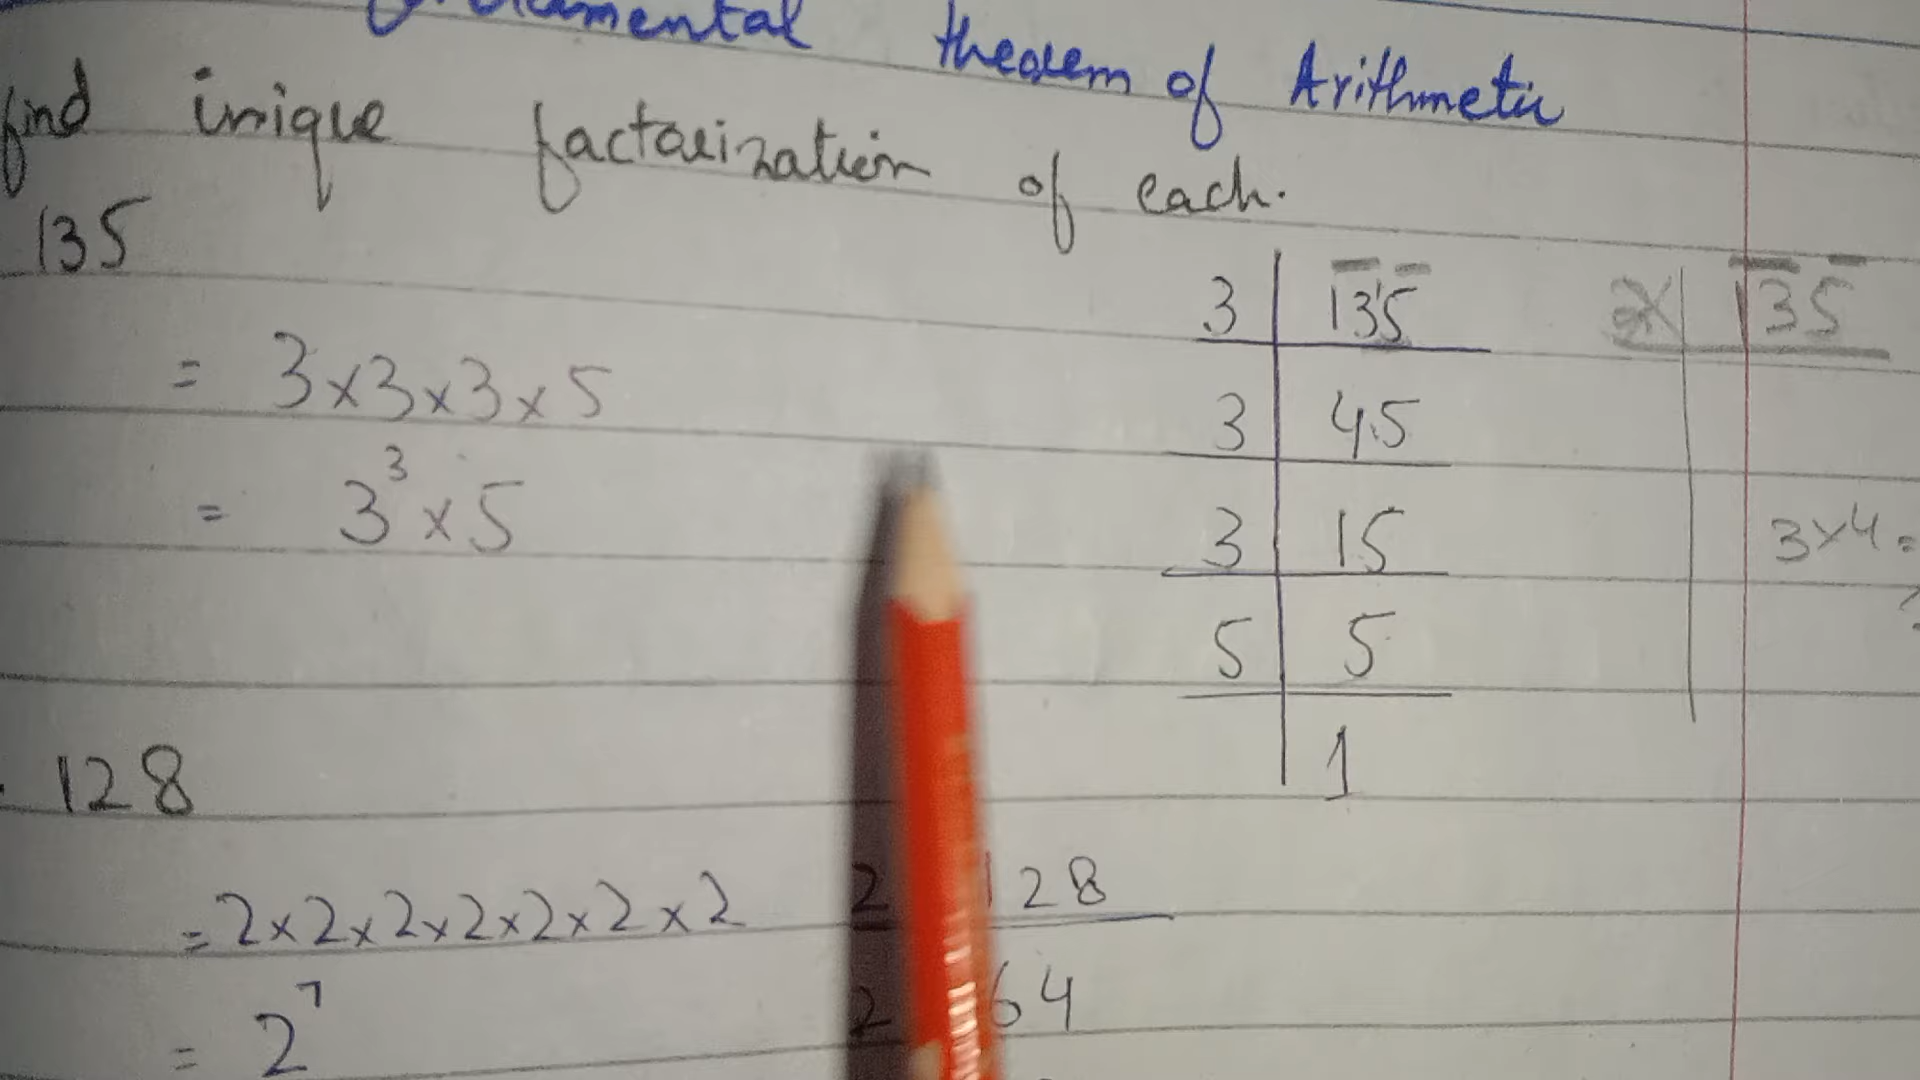 theorem of Arithmetic
find unique factorization of each.
135
= 3×3×3×5
= 3³×5
3 | 135
3 | 45
3 | 15
5 | 5
1
2 | 135
3×4=
128
= 2×2×2×2×2×2×2
= 2⁷
2 128
2 64